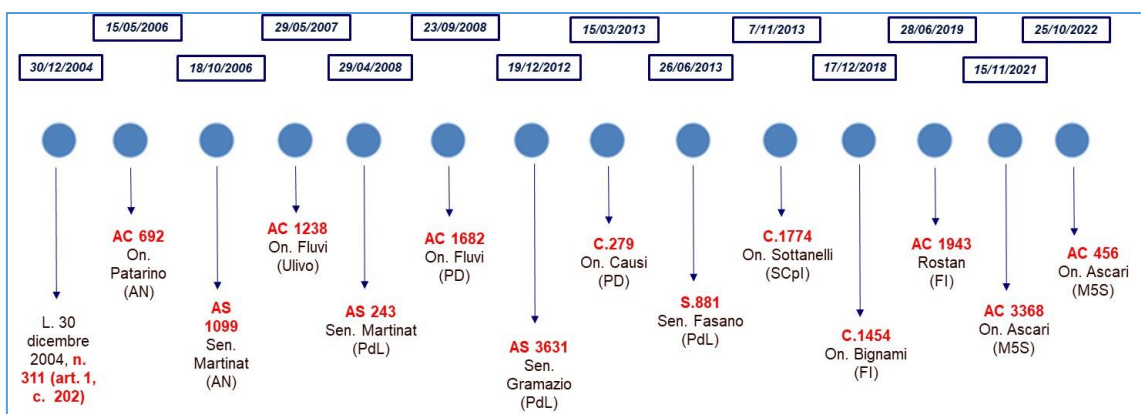 15/05/2006
29/05/2007
23/09/2008
15/03/2013
7/11/2013
28/06/2019
25/10/2022
30/12/2004
18/10/2006
29/04/2008
19/12/2012
26/06/2013
17/12/2018
15/11/2021
L. 30
dicembre
2004, n.
311 (art. 1,
c. 202)
AC 692
On.
Patarino
(AN)
AS
1099
Sen.
Martinat
(AN)
AC 1238
On. Fluvi
(Ulivo)
AS 243
Sen. Martinat
(PdL)
AC 1682
On. Fluvi
(PD)
AS 3631
Sen.
Gramazio
(PdL)
C.279
On. Causi
(PD)
S.881
Sen. Fasano
(PdL)
C.1774
On. Sottanelli
(SCpI)
C.1454
On. Bignami
(FI)
AC 1943
Rostan
(FI)
AC 3368
On. Ascari
(M5S)
AC 456
On. Ascari
(M5S)